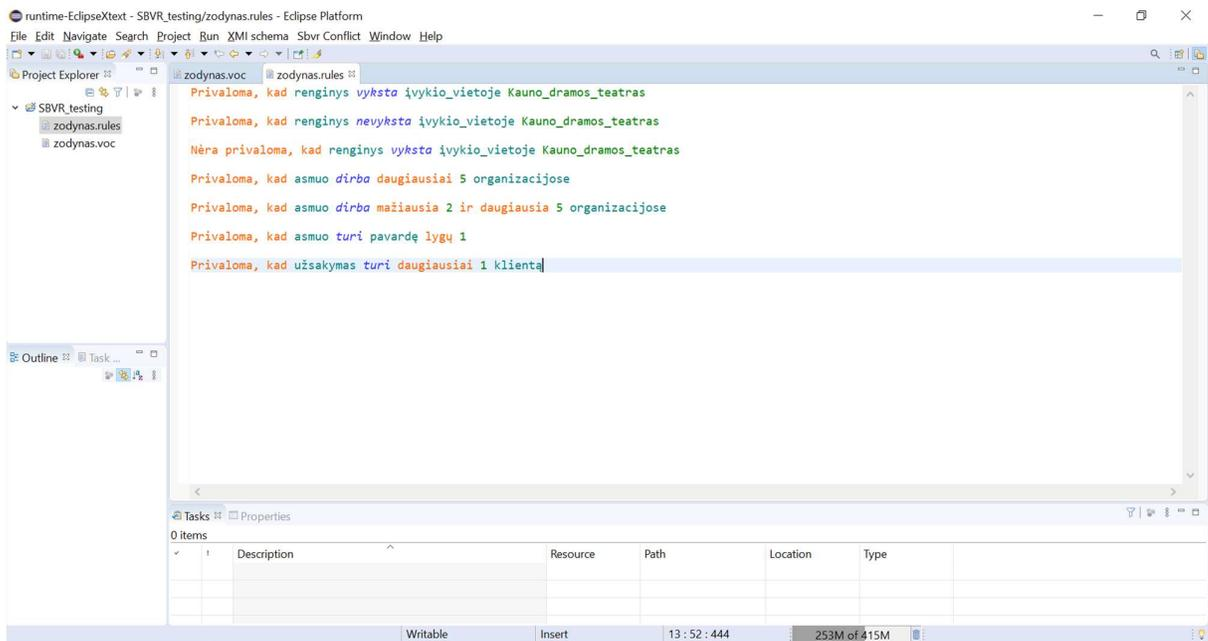 runtime-EclipseXtext - SBVR_testing/zodynas.rules - Eclipse Platform
File Edit Navigate Search Project Run XMI schema Sbvr Conflict Window Help
Project Explorer
SBVR_testing
zodynas.rules
zodynas.voc
zodynas.voc zodynas.rules
Privaloma, kad renginys vyksta įvykio_vietoje Kauno_dramos_teatras
Privaloma, kad renginys nevyksta įvykio_vietoje Kauno_dramos_teatras
Nėra privaloma, kad renginys vyksta įvykio_vietoje Kauno_dramos_teatras
Privaloma, kad asmuo dirba daugiausiai 5 organizacijose
Privaloma, kad asmuo dirba mažiausia 2 ir daugiausia 5 organizacijose
Privaloma, kad asmuo turi pavardę lygų 1
Privaloma, kad užsakymas turi daugiausiai 1 klientą
Outline Task ...
Tasks Properties
0 items
! Description Resource Path Location Type
Writable Insert 13 : 52 : 444 253M of 415M